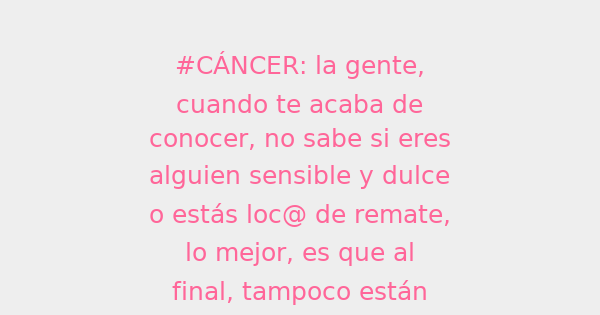 #CÁNCER: la gente,
cuando te acaba de
conocer, no sabe si eres
alguien sensible y dulce
o estás loc@ de remate,
lo mejor, es que al
final, tampoco están